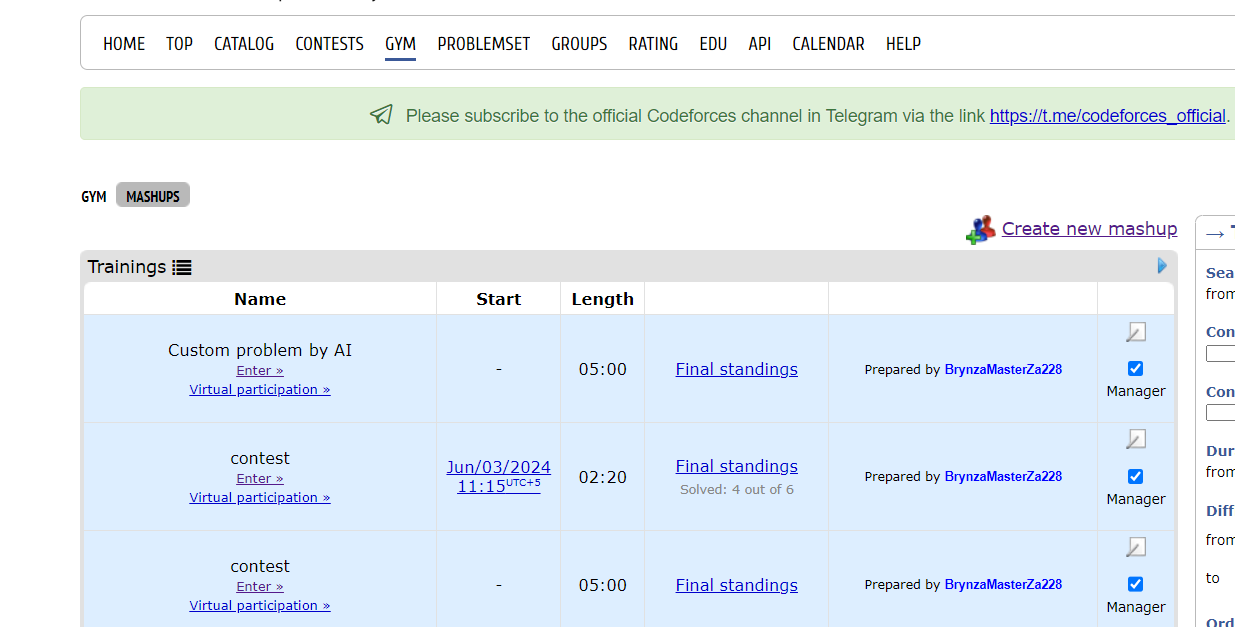 HOME TOP CATALOG CONTESTS GYM PROBLEMSET GROUPS RATING EDU API CALENDAR HELP
Please subscribe to the official Codeforces channel in Telegram via the link https://t.me/codeforces_official.
GYM MASHUPS
Create new mashup
Trainings
Name Start Length
Custom problem by AI
Enter »
Virtual participation »
- 05:00 Final standings Prepared by BrynzaMasterZa228
Manager
contest
Enter »
Virtual participation »
Jun/03/2024
11:15UTC+5
02:20
Final standings
Solved: 4 out of 6
Prepared by BrynzaMasterZa228
Manager
contest
Enter »
Virtual participation »
- 05:00 Final standings Prepared by BrynzaMasterZa228
Manager
→
Sea
from
Con
Con
Dur
from
Diff
from
to
Ord